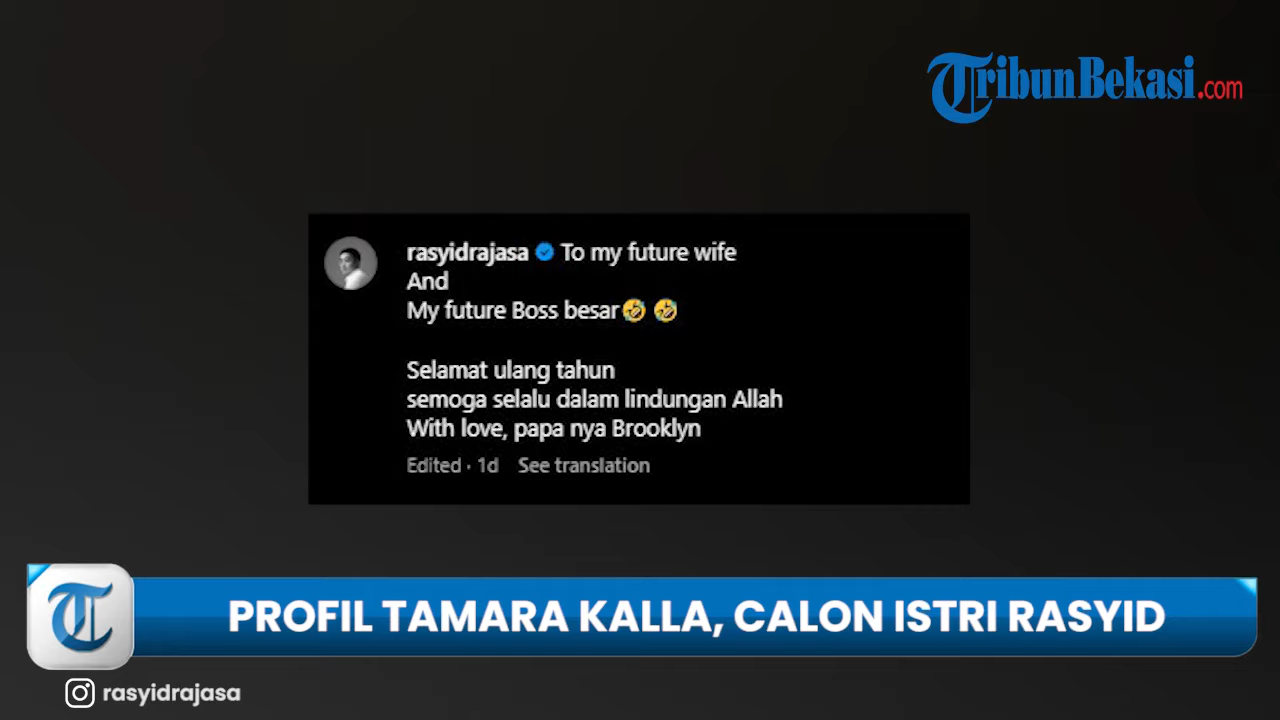 TribunBekasi.com
rasyidrajasa To my future wife
And
My future Boss besar🤣 🤣
Selamat ulang tahun
semoga selalu dalam lindungan Allah
With love, papa nya Brooklyn
Edited · 1d See translation
PROFIL TAMARA KALLA, CALON ISTRI RASYID
rasyidrajasa